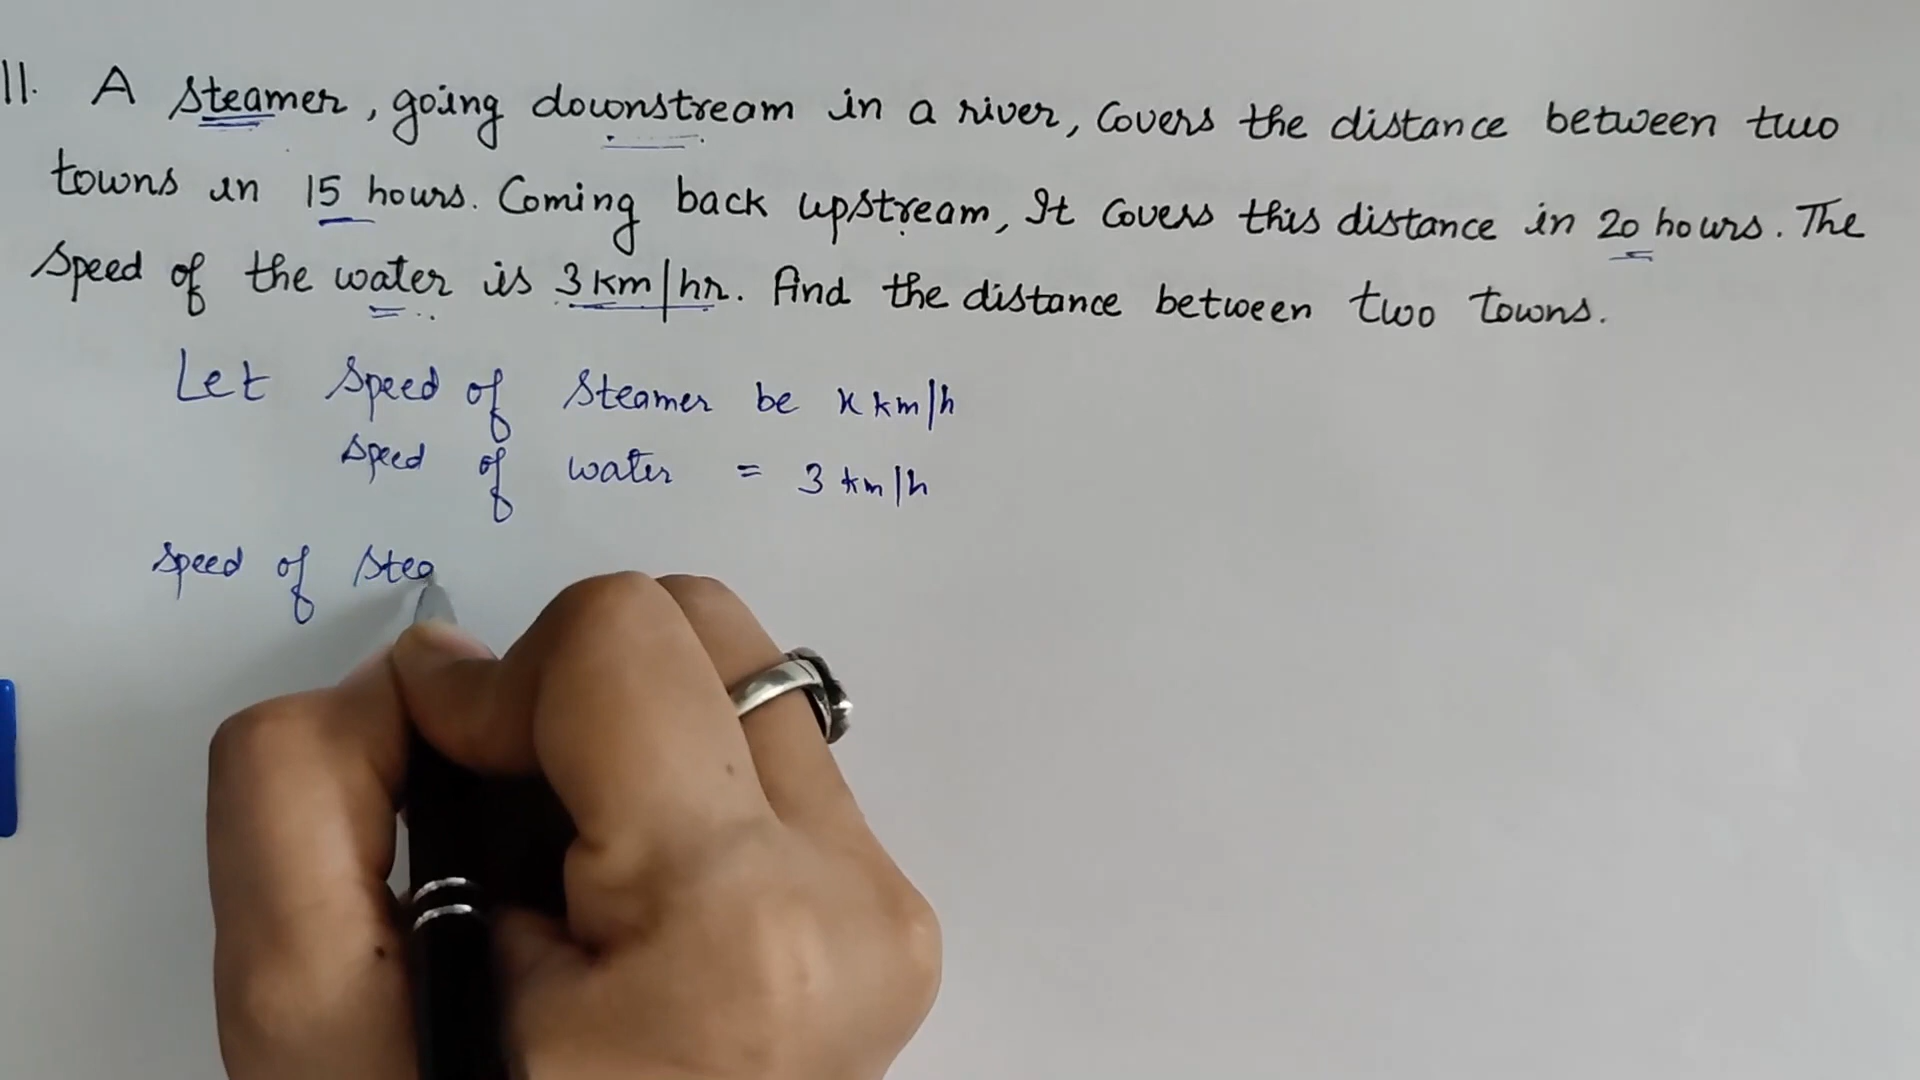 11. A steamer, going downstream in a river, Covers the distance between two
towns in 15 hours. Coming back upstream, It Covers this distance in 20 hours. The
speed of the water is 3 km/hr. Find the distance between two towns.
Let speed of steamer be x km/h
speed of water = 3 km/h
speed of stea